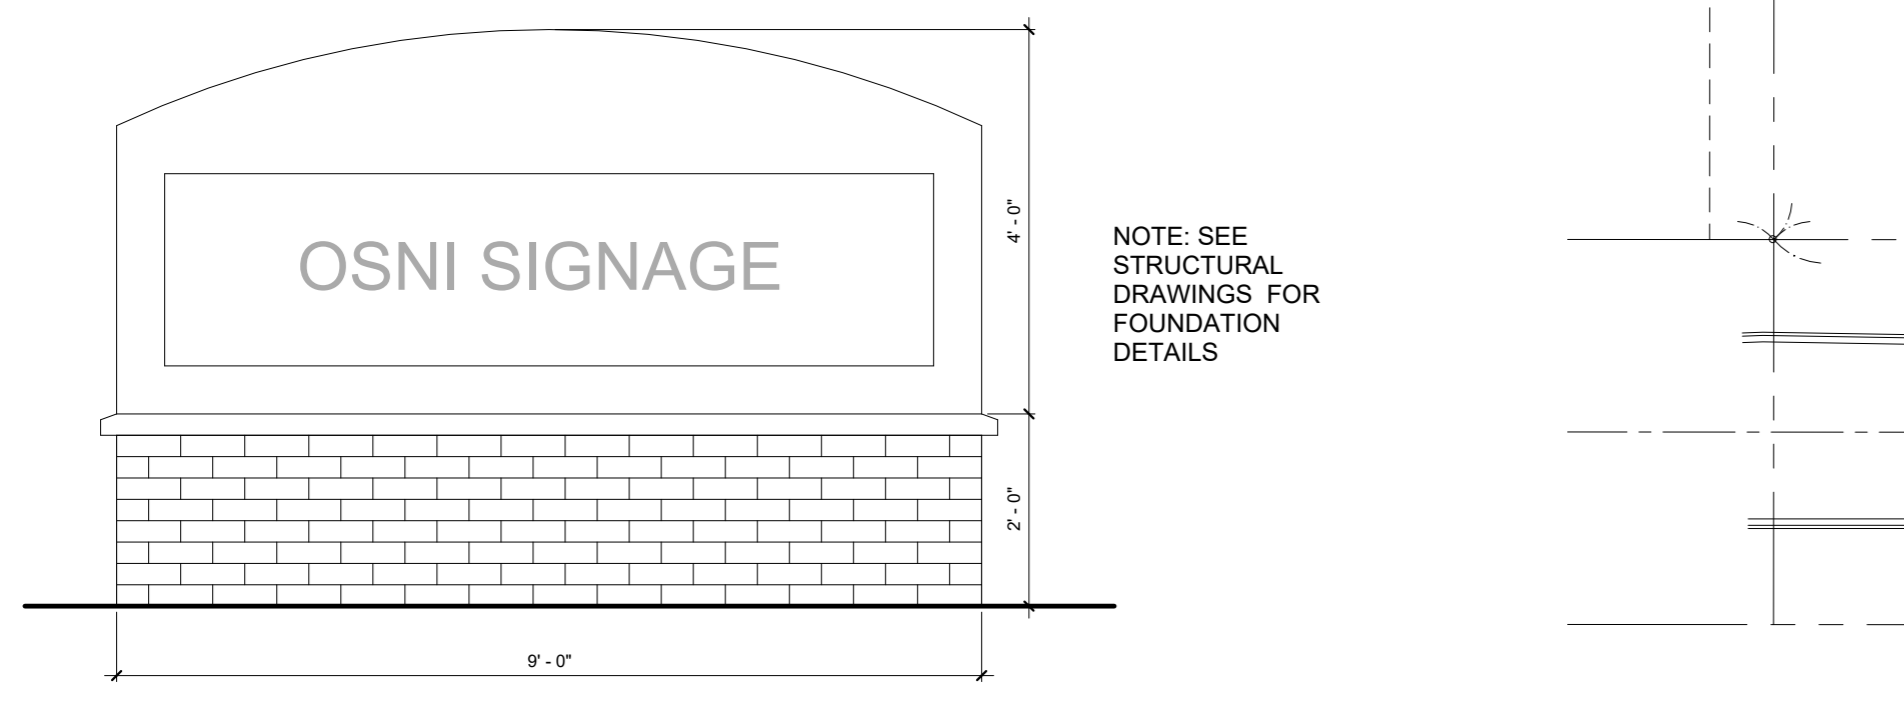 OSNI SIGNAGE
4' - 0"
NOTE: SEE
STRUCTURAL
DRAWINGS  FOR
FOUNDATION
DETAILS
2' - 0"
9' - 0"